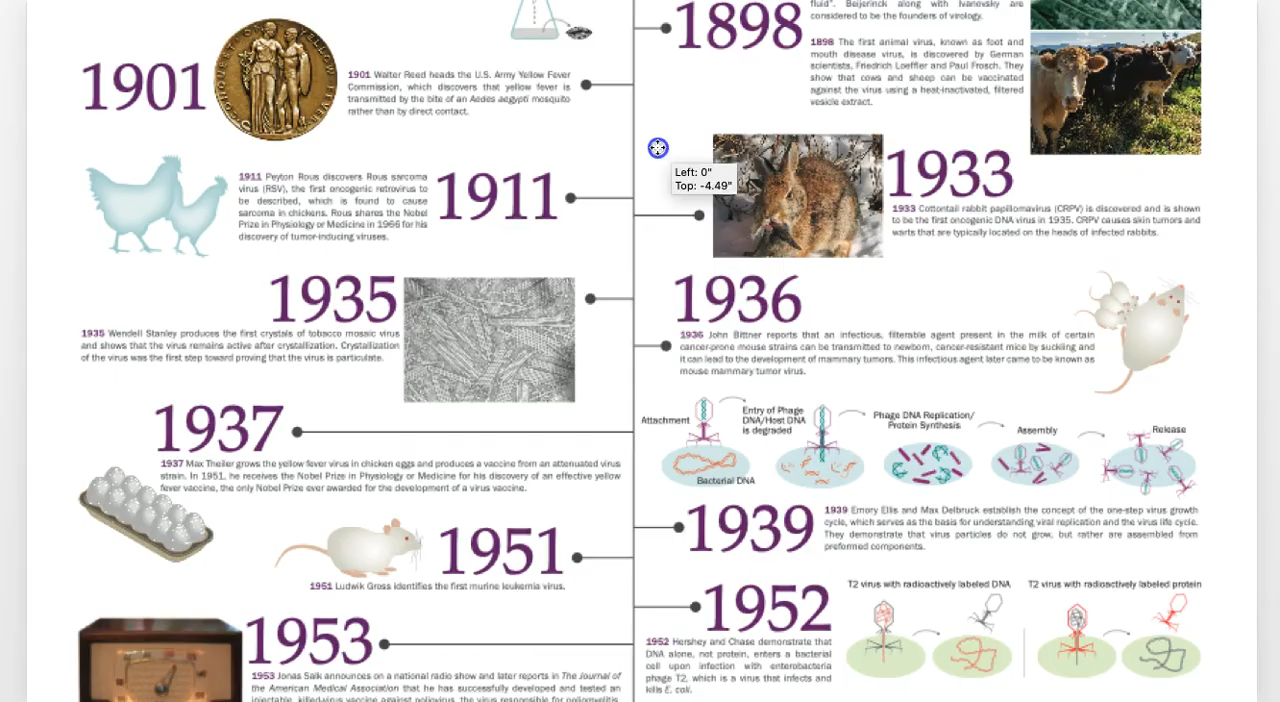 fluid". Beijerinck along with Ivanovsky are
considered to be the founders of virology.
1898
1898 The first animal virus, known as foot and
mouth disease virus, is discovered by German
scientists, Friedrich Loeffler and Paul Frosch. They
show that cows and sheep can be vaccinated
against the virus using a heat-inactivated, filtered
vesicle extract.
1901
1901 Walter Reed heads the U.S. Army Yellow Fever
Commission, which discovers that yellow fever is
transmitted by the bite of an Aedes aegypti mosquito
rather than by direct contact.
Left: 0"
Top: -4.49"
1911 Peyton Rous discovers Rous sarcoma
virus (RSV), the first oncogenic retrovirus to
be described, which is found to cause
sarcoma in chickens. Rous shares the Nobel
Prize in Physiology or Medicine in 1966 for his
discovery of tumor-inducing viruses.
1911
1933
1933 Cottontail rabbit papillomavirus (CRPV) is discovered and is shown
to be the first oncogenic DNA virus in 1935. CRPV causes skin tumors and
warts that are typically located on the heads of infected rabbits.
1935
1935 Wendell Stanley produces the first crystals of tobacco mosaic virus
and shows that the virus remains active after crystallization. Crystallization
of the virus was the first step toward proving that the virus is particulate.
1936
1936 John Bittner reports that an infectious, filterable agent present in the milk of certain
cancer-prone mouse strains can be transmitted to newborn, cancer-resistant mice by suckling and
it can lead to the development of mammary tumors. This infectious agent later came to be known as
mouse mammary tumor virus.
1937
1937 Max Theiler grows the yellow fever virus in chicken eggs and produces a vaccine from an attenuated virus
strain. In 1951, he receives the Nobel Prize in Physiology or Medicine for his discovery of an effective yellow
fever vaccine, the only Nobel Prize ever awarded for the development of a virus vaccine.
Attachment
Entry of Phage
DNA/Host DNA
is degraded
Phage DNA Replication/
Protein Synthesis
Assembly
Release
Bacterial DNA
1939
1939 Emory Ellis and Max Delbruck establish the concept of the one-step virus growth
cycle, which serves as the basis for understanding viral replication and the virus life cycle.
They demonstrate that virus particles do not grow, but rather are assembled from
preformed components.
1951
1951 Ludwik Gross identifies the first murine leukemia virus.
1952
1952 Hershey and Chase demonstrate that
DNA alone, not protein, enters a bacterial
cell upon infection with enterobacteria
phage T2, which is a virus that infects and
kills E. coli.
T2 virus with radioactively labeled DNA
T2 virus with radioactively labeled protein
1953
1953 Jonas Salk announces on a national radio show and later reports in The Journal of
the American Medical Association that he has successfully developed and tested an
injectable, killed-virus vaccine against poliovirus, the virus responsible for poliomyelitis.